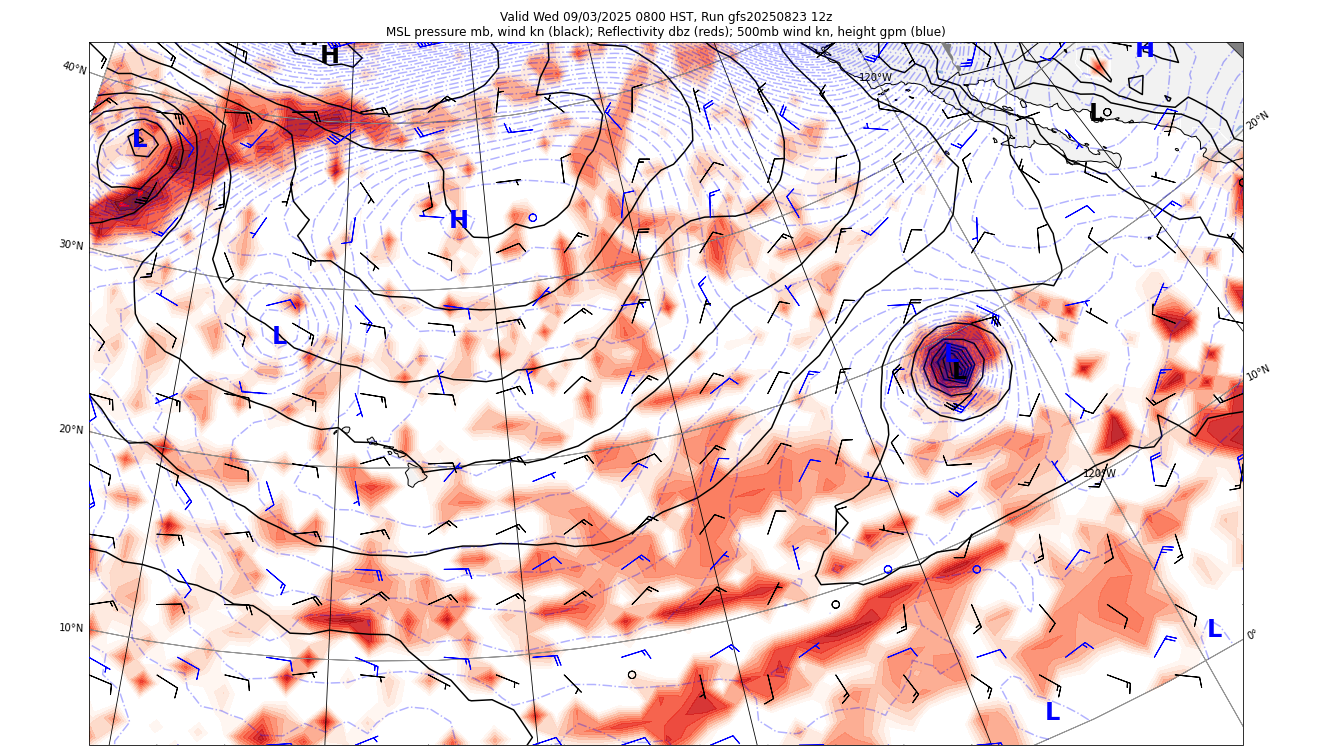 Valid Wed 09/03/2025 0800 HST, Run gfs20250823 12z
MSL pressure mb, wind kn (black); Reflectivity dbz (reds); 500mb wind kn, height gpm (blue)
H
H
40°N
120°W
L
20°N
L
H
30°N
L
L
L
10°N
20°N
120°W
10°N
L
0°
L